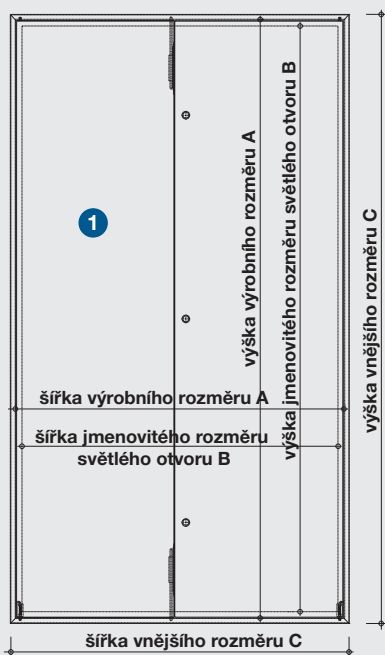 1
výška výrobního rozměru A
výška jmenovitého rozměru světlého otvoru B
výška vnějšího rozměru C
šířka výrobního rozměru A
šířka jmenovitého rozměru
světlého otvoru B
šířka vnějšího rozměru C